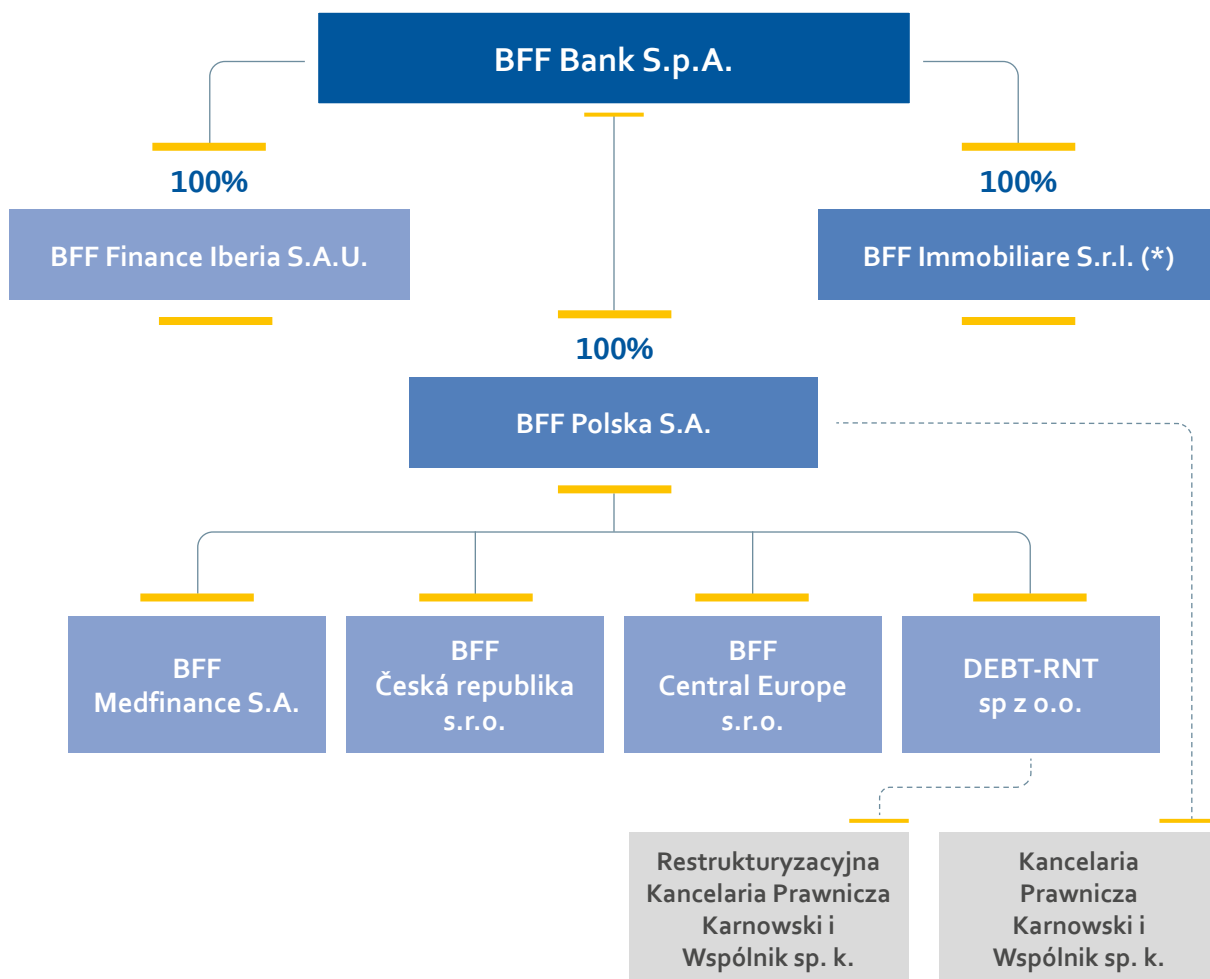 BFF Bank S.p.A.
100%
100%
BFF Finance Iberia S.A.U.
BFF Immobiliare S.r.l. (*)
100%
BFF Polska S.A.
BFF
Medfinance S.A.
BFF
Česká republika
s.r.o.
BFF
Central Europe
s.r.o.
DEBT-RNT
sp z o.o.
Restrukturyzacyjna
Kancelaria Prawnicza
Karnowski i
Wspólnik sp. k.
Kancelaria
Prawnicza
Karnowski i
Wspólnik sp. k.